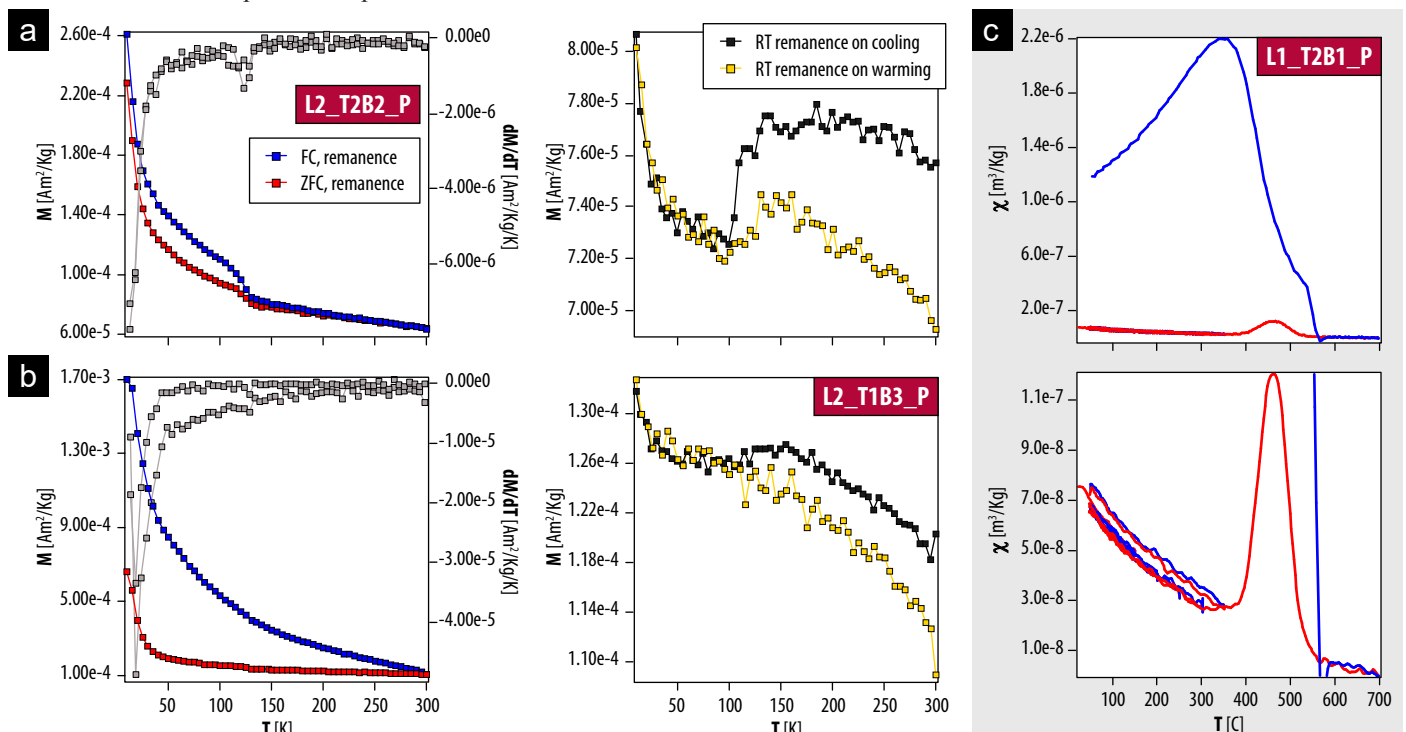 a
M [Am²/Kg]
2.60e-4
2.20e-4
1.80e-4
1.40e-4
1.00e-4
6.00e-5
L2_T2B2_P
FC, remanence
ZFC, remanence
0.00e0
-2.00e-6
-4.00e-6
-6.00e-6
dM/dT [Am²/Kg/K]
M [Am²/Kg]
8.00e-5
7.80e-5
7.60e-5
7.40e-5
7.20e-5
7.00e-5
RT remanence on cooling
RT remanence on warming
b
M [Am²/Kg]
1.70e-3
1.30e-3
9.00e-4
5.00e-4
1.00e-4
0.00e0
-1.00e-5
-2.00e-5
-3.00e-5
-4.00e-5
dM/dT [Am²/Kg/K]
50 100 150 200 250 300
T [K]
L2_T1B3_P
M [Am²/Kg]
1.30e-4
1.26e-4
1.22e-4
1.18e-4
1.14e-4
1.10e-4
50 100 150 200 250 300
T [K]
c
L1_T2B1_P
χ [m³/Kg]
2.2e-6
1.8e-6
1.4e-6
1.0e-6
6.0e-7
2.0e-7
χ [m³/Kg]
1.1e-7
9.0e-8
7.0e-8
5.0e-8
3.0e-8
1.0e-8
100 200 300 400 500 600 700
T [C]